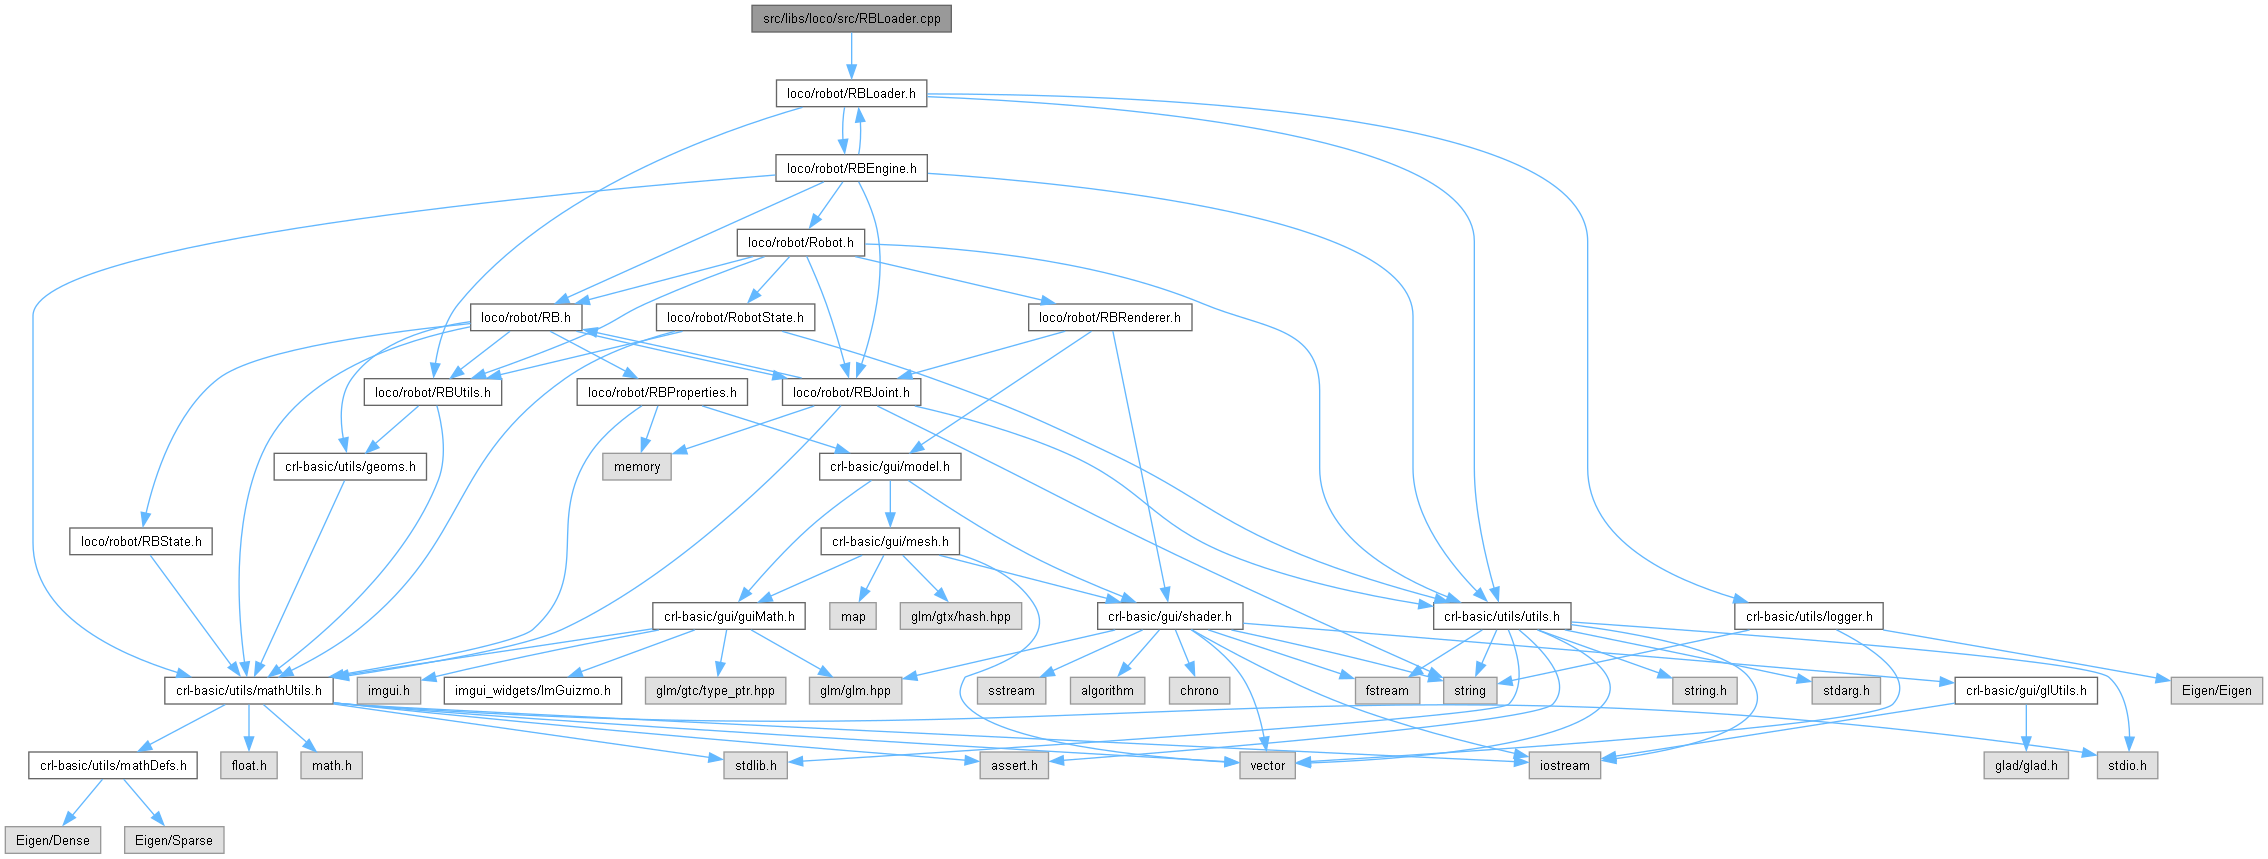 src/libs/loco/src/RBLoader.cpp
loco/robot/RBLoader.h
loco/robot/RBEngine.h
loco/robot/Robot.h
loco/robot/RB.h
loco/robot/RobotState.h
loco/robot/RBRenderer.h
loco/robot/RBUtils.h
loco/robot/RBProperties.h
loco/robot/RBJoint.h
crl-basic/utils/geoms.h
memory
crl-basic/gui/model.h
loco/robot/RBState.h
crl-basic/gui/mesh.h
crl-basic/gui/guiMath.h
map
glm/gtx/hash.hpp
crl-basic/gui/shader.h
crl-basic/utils/utils.h
crl-basic/utils/logger.h
crl-basic/utils/mathUtils.h
imgui.h
imgui_widgets/ImGuizmo.h
glm/gtc/type_ptr.hpp
glm/glm.hpp
sstream
algorithm
chrono
fstream
string
string.h
stdarg.h
crl-basic/gui/glUtils.h
Eigen/Eigen
crl-basic/utils/mathDefs.h
float.h
math.h
stdlib.h
assert.h
vector
iostream
glad/glad.h
stdio.h
Eigen/Dense
Eigen/Sparse